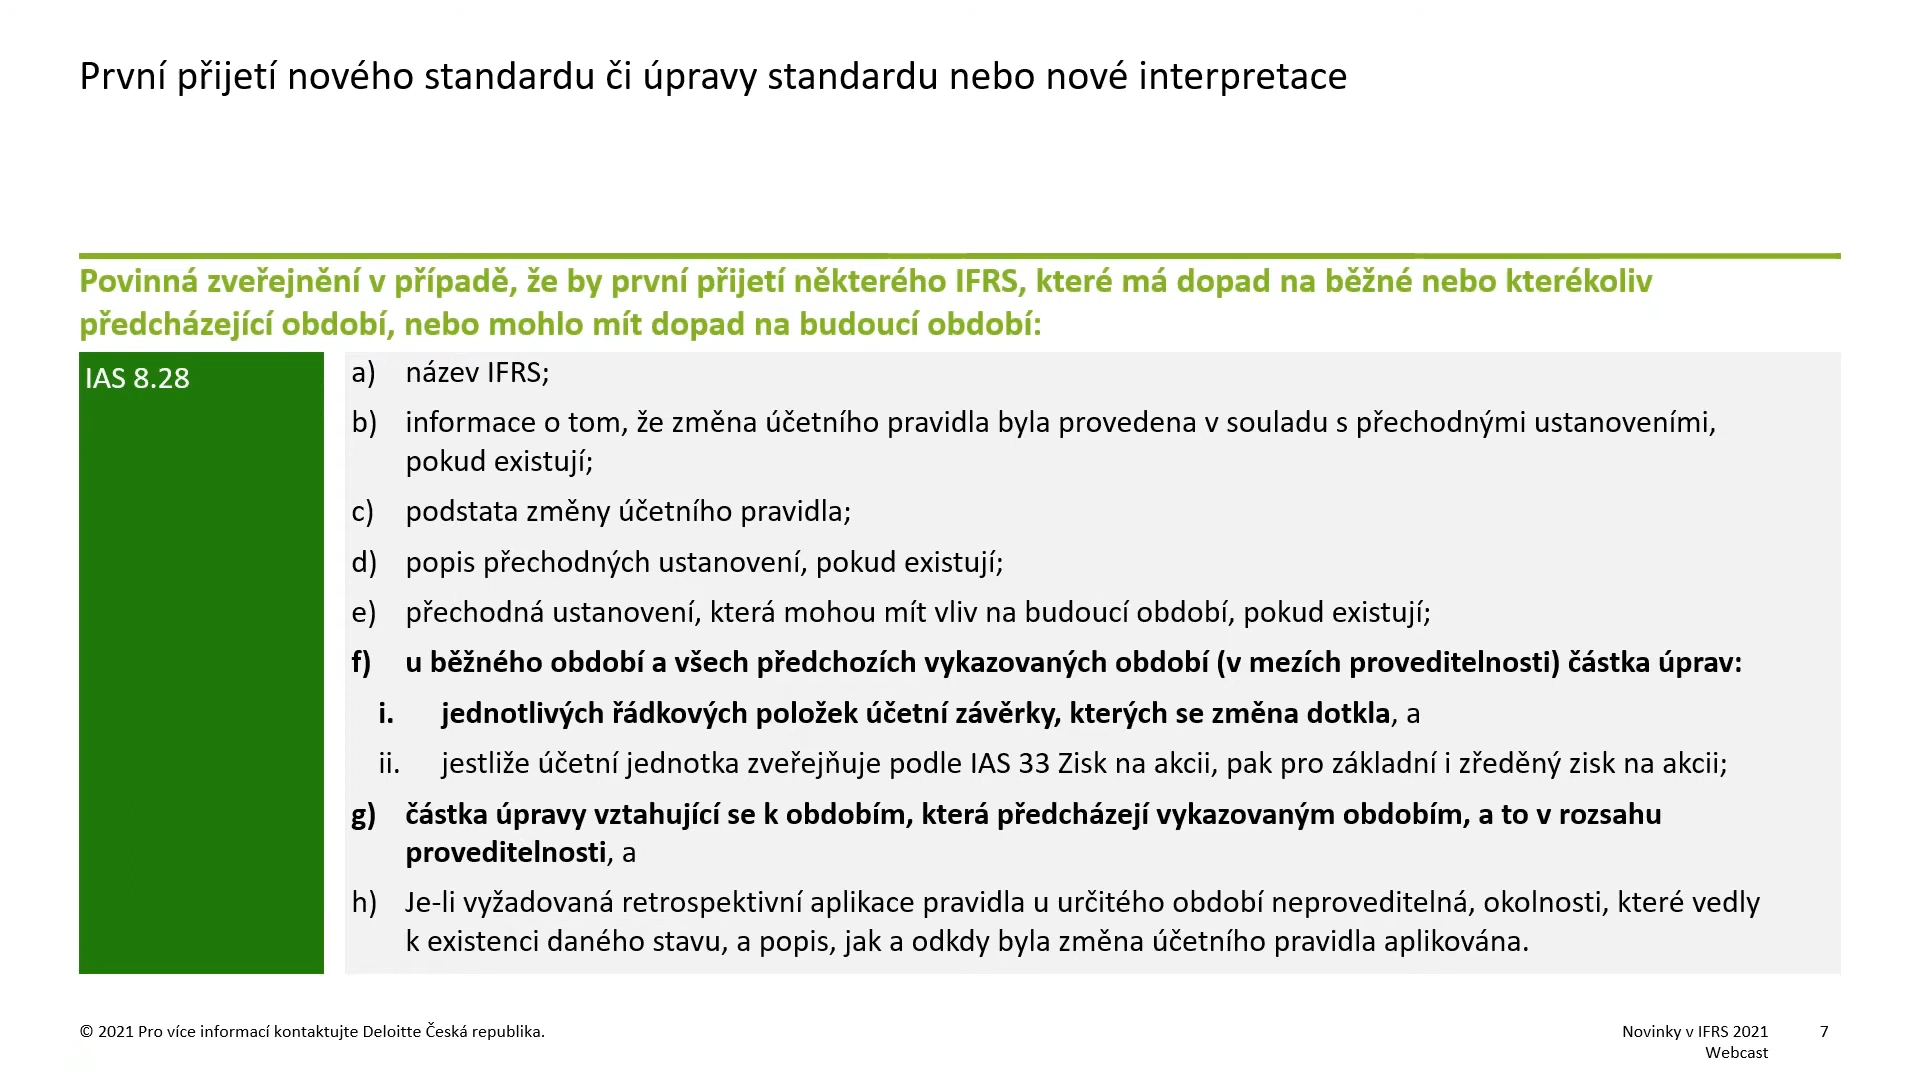 První přijetí nového standardu či úpravy standardu nebo nové interpretace
Povinná zveřejnění v případě, že by první přijetí některého IFRS, které má dopad na běžné nebo kterékoliv
předcházející období, nebo mohlo mít dopad na budoucí období:
IAS 8.28
a) název IFRS;
b) informace o tom, že změna účetního pravidla byla provedena v souladu s přechodnými ustanoveními,
pokud existují;
c) podstata změny účetního pravidla;
d) popis přechodných ustanovení, pokud existují;
e) přechodná ustanovení, která mohou mít vliv na budoucí období, pokud existují;
f) u běžného období a všech předchozích vykazovaných období (v mezích proveditelnosti) částka úprav:
i. jednotlivých řádkových položek účetní závěrky, kterých se změna dotkla, a
ii. jestliže účetní jednotka zveřejňuje podle IAS 33 Zisk na akcii, pak pro základní i zředěný zisk na akcii;
g) částka úpravy vztahující se k obdobím, která předcházejí vykazovaným obdobím, a to v rozsahu
proveditelnosti, a
h) Je-li vyžadovaná retrospektivní aplikace pravidla u určitého období neproveditelná, okolnosti, které vedly
k existenci daného stavu, a popis, jak a odkdy byla změna účetního pravidla aplikována.
© 2021 Pro více informací kontaktujte Deloitte Česká republika.
Novinky v IFRS 2021 7
Webcast